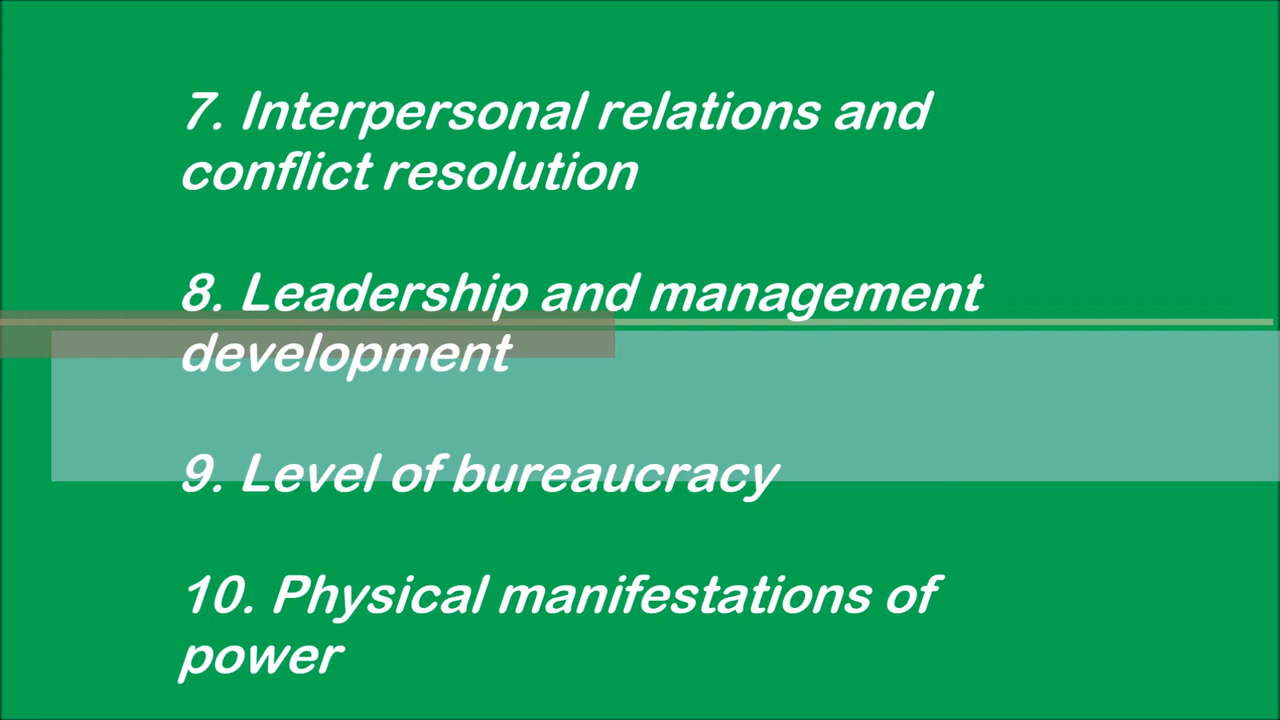 7. Interpersonal relations and
conflict resolution
8. Leadership and management
development
9. Level of bureaucracy
10. Physical manifestations of
power